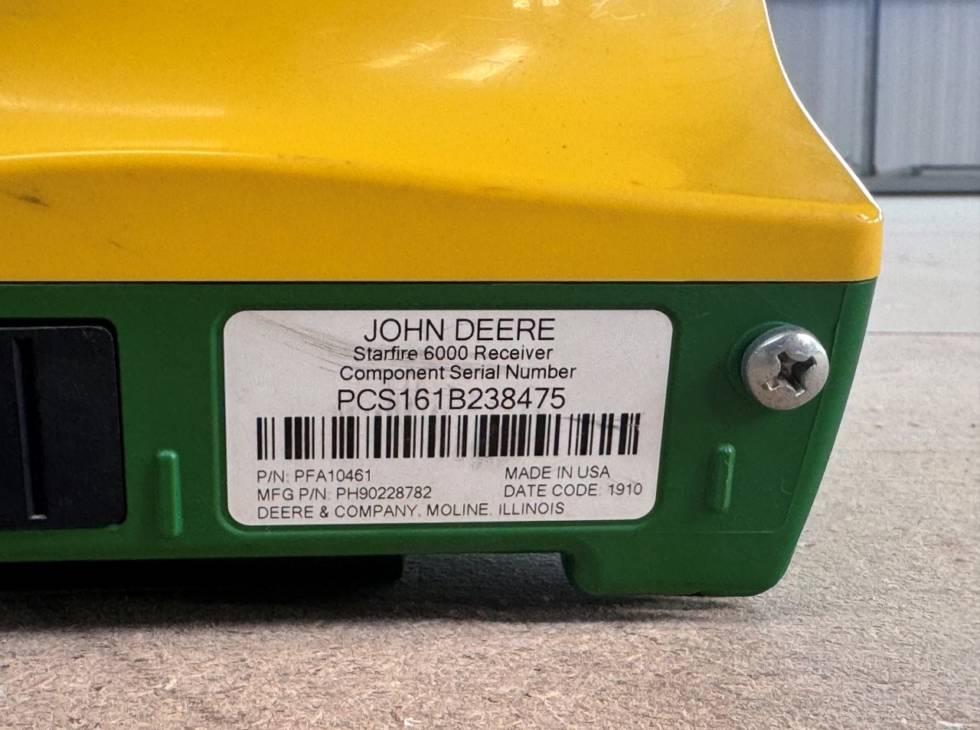 JOHN DEERE
Starfire 6000 Receiver
Component Serial Number
PCS161B238475
P/N: PFA10461
MADE IN USA
MFG P/N: PH90228782
DATE CODE: 1910
DEERE & COMPANY, MOLINE, ILLINOIS